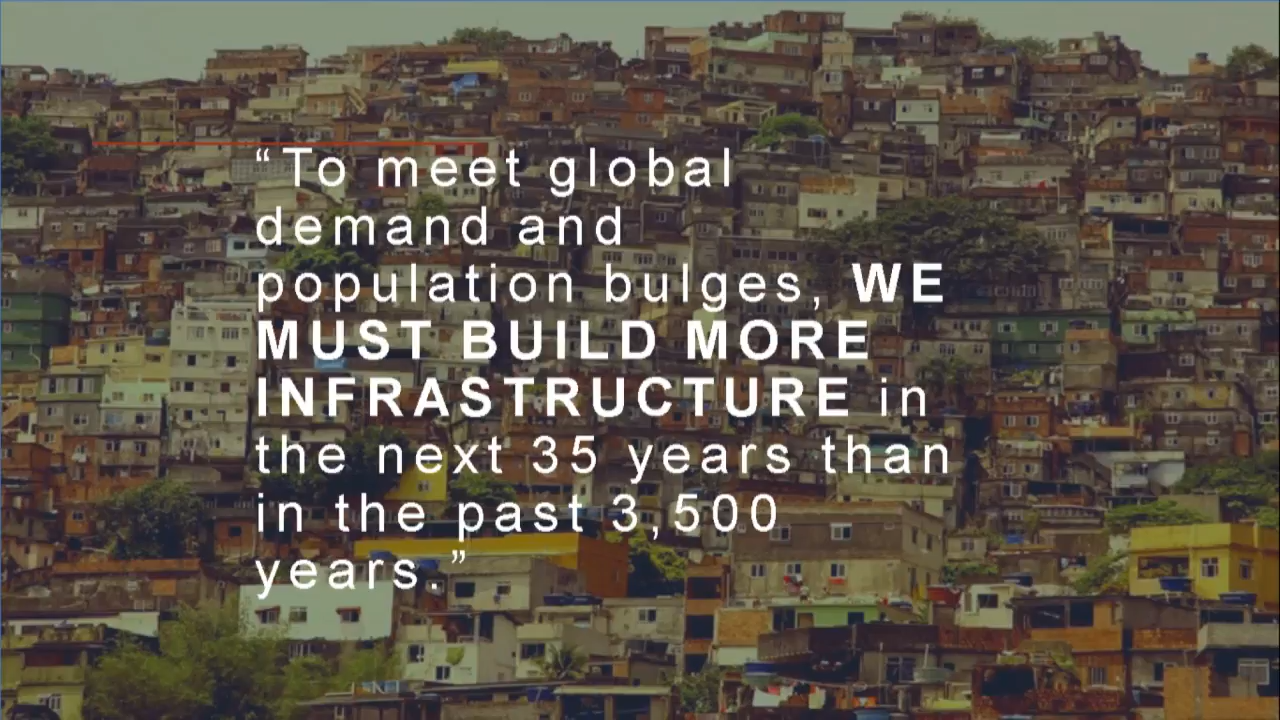 “To meet global
demand and
population bulges, WE
MUST BUILD MORE
INFRASTRUCTURE in
the next 35 years than
in the past 3,500
years.”